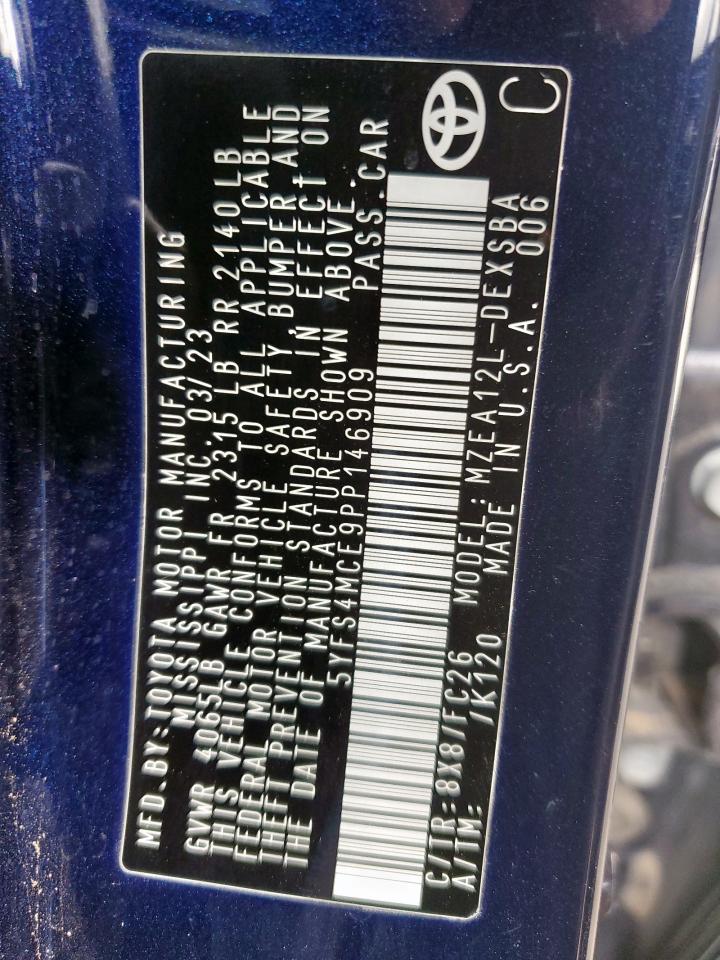 MFD.BY:TOYOTA MOTOR MANUFACTURING
MISSISSIPPI INC. 03/23
GVWR 4065LB GAWR FR 2315 LB RR 2140LB
THIS VEHICLE CONFORMS TO ALL APPLICABLE
FEDERAL MOTOR VEHICLE SAFETY, BUMPER AND
THEFT PREVENTION STANDARDS IN EFFECT ON
THE DATE OF MANUFACTURE SHOWN ABOVE.
5YFS4MCE9PP146909 PASS.CAR
C/TR: 8X8/FC26 MODEL: MZEA12L-DEXSBA
A/TM: /K120 MADE IN U.S.A. 006
C